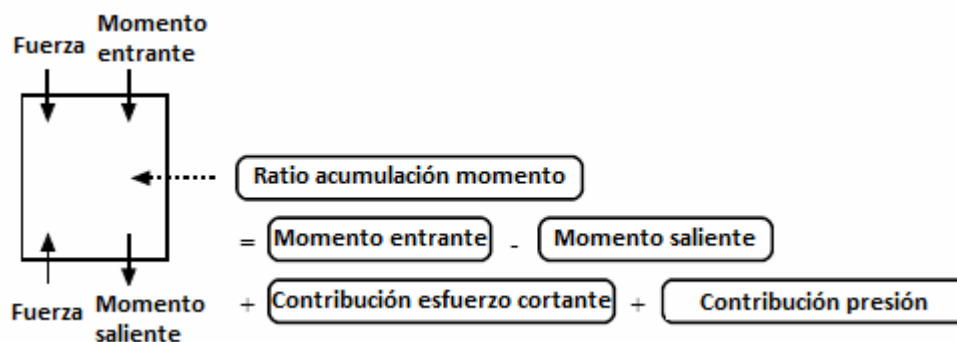 Fuerza
Momento
entrante
Ratio acumulación momento
= Momento entrante - Momento saliente
Fuerza
Momento
saliente
+ Contribución esfuerzo cortante + Contribución presión